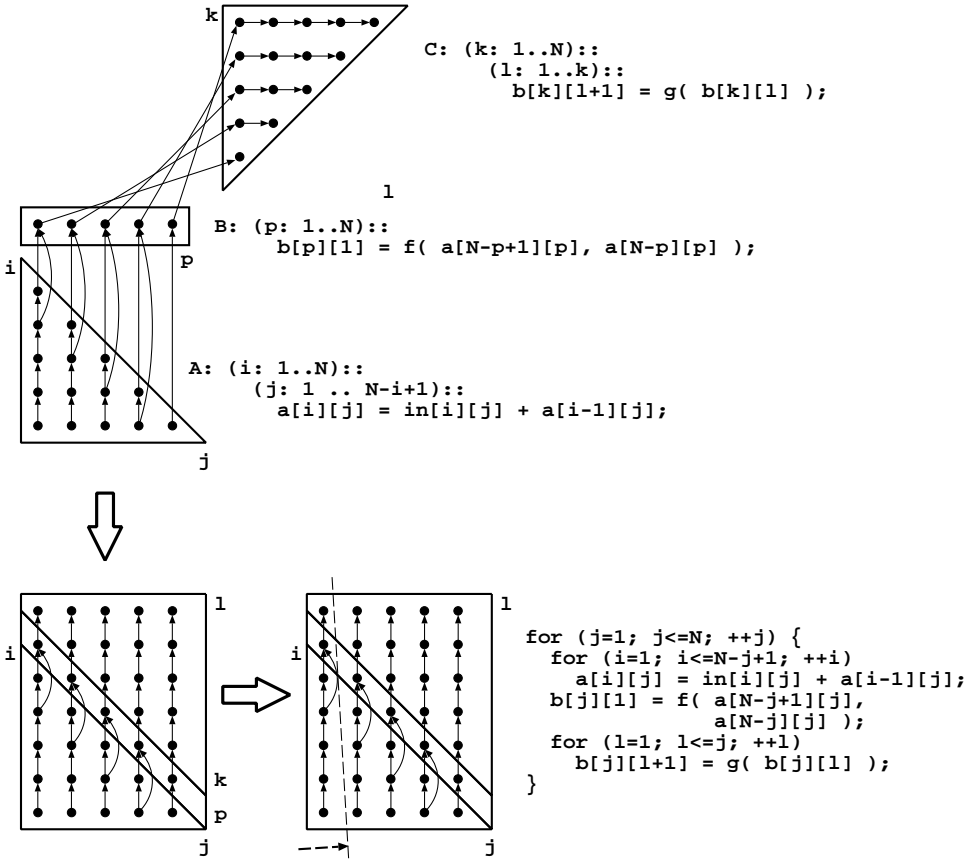 k
C: (k: 1..N)::
(l: 1..k)::
b[k][l+1] = g( b[k][l] );
l
B: (p: 1..N)::
b[p][1] = f( a[N-p+1][p], a[N-p][p] );
p
i
A: (i: 1..N)::
(j: 1 .. N-i+1)::
a[i][j] = in[i][j] + a[i-1][j];
j
l
i
k
p
j
l
i
j
for (j=1; j<=N; ++j) {
for (i=1; i<=N-j+1; ++i)
a[i][j] = in[i][j] + a[i-1][j];
b[j][1] = f( a[N-j+1][j],
a[N-j][j] );
for (l=1; l<=j; ++l)
b[j][l+1] = g( b[j][l] );
}